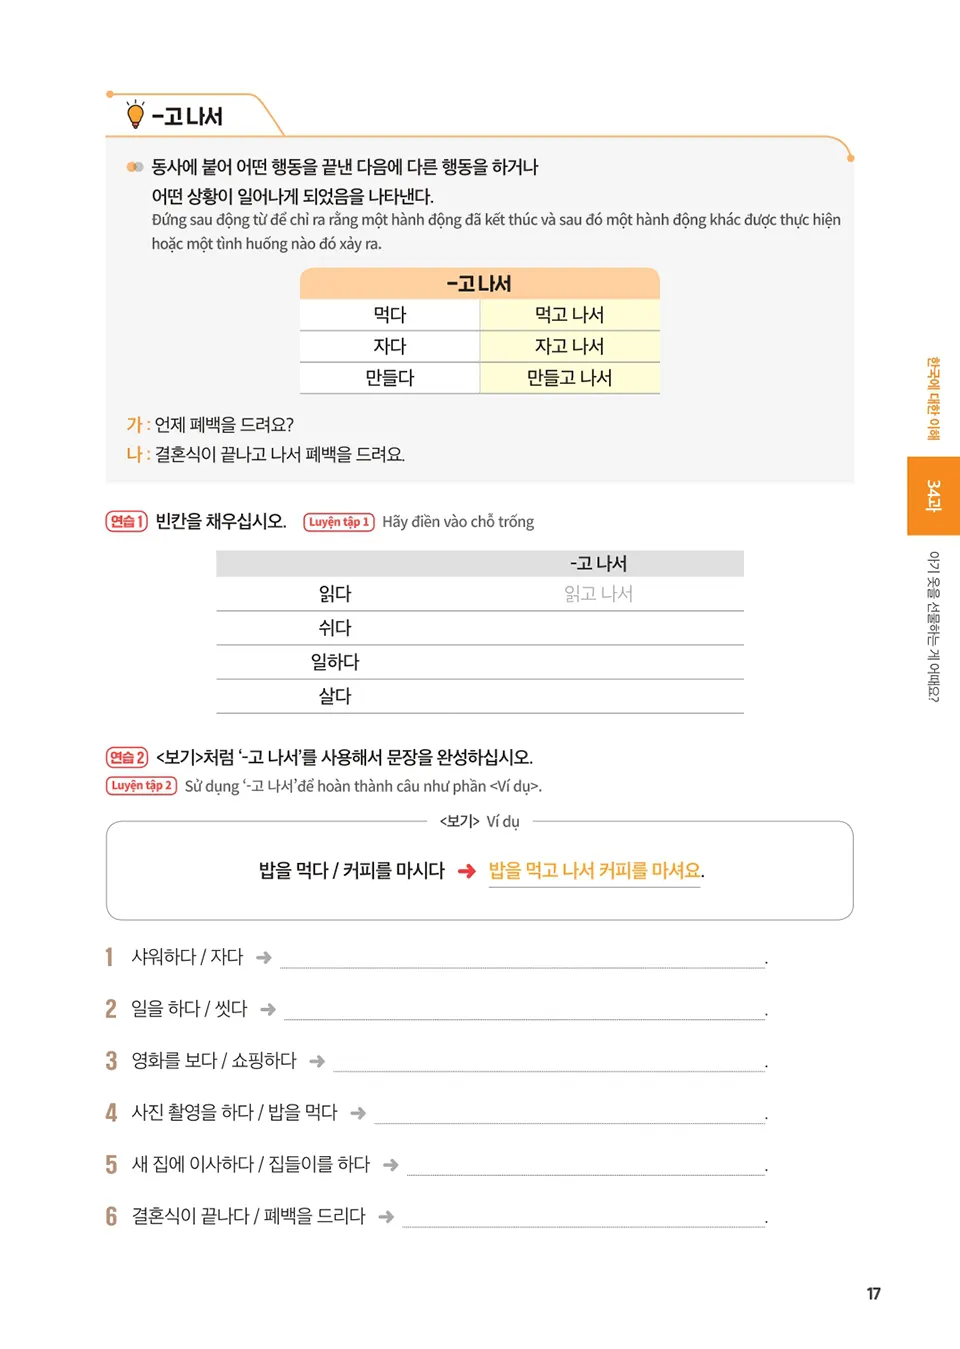 -고 나서
동사에 붙어 어떤 행동을 끝낸 다음에 다른 행동을 하거나
어떤 상황이 일어나게 되었음을 나타낸다.
Đứng sau động từ để chỉ ra rằng một hành động đã kết thúc và sau đó một hành động khác được thực hiện
hoặc một tình huống nào đó xảy ra.
-고 나서
먹다 먹고 나서
자다 자고 나서
만들다 만들고 나서
가 : 언제 폐백을 드려요?
나 : 결혼식이 끝나고 나서 폐백을 드려요.
연습 1 빈칸을 채우십시오. Luyện tập 1 Hãy điền vào chỗ trống
-고 나서
읽다 읽고 나서
쉬다
일하다
살다
연습 2 <보기>처럼 ‘-고 나서’를 사용해서 문장을 완성하십시오.
Luyện tập 2 Sử dụng ‘-고 나서’để hoàn thành câu như phần <Ví dụ>.
<보기> Ví dụ
밥을 먹다 / 커피를 마시다 ➜ 밥을 먹고 나서 커피를 마셔요.
1 샤워하다 / 자다 ➜ .
2 일을 하다 / 씻다 ➜ .
3 영화를 보다 / 쇼핑하다 ➜ .
4 사진 촬영을 하다 / 밥을 먹다 ➜ .
5 새 집에 이사하다 / 집들이를 하다 ➜ .
6 결혼식이 끝나다 / 폐백을 드리다 ➜ .
한국에 대한 이해
34과
아기 옷을 선물하는 게 어때요?
17